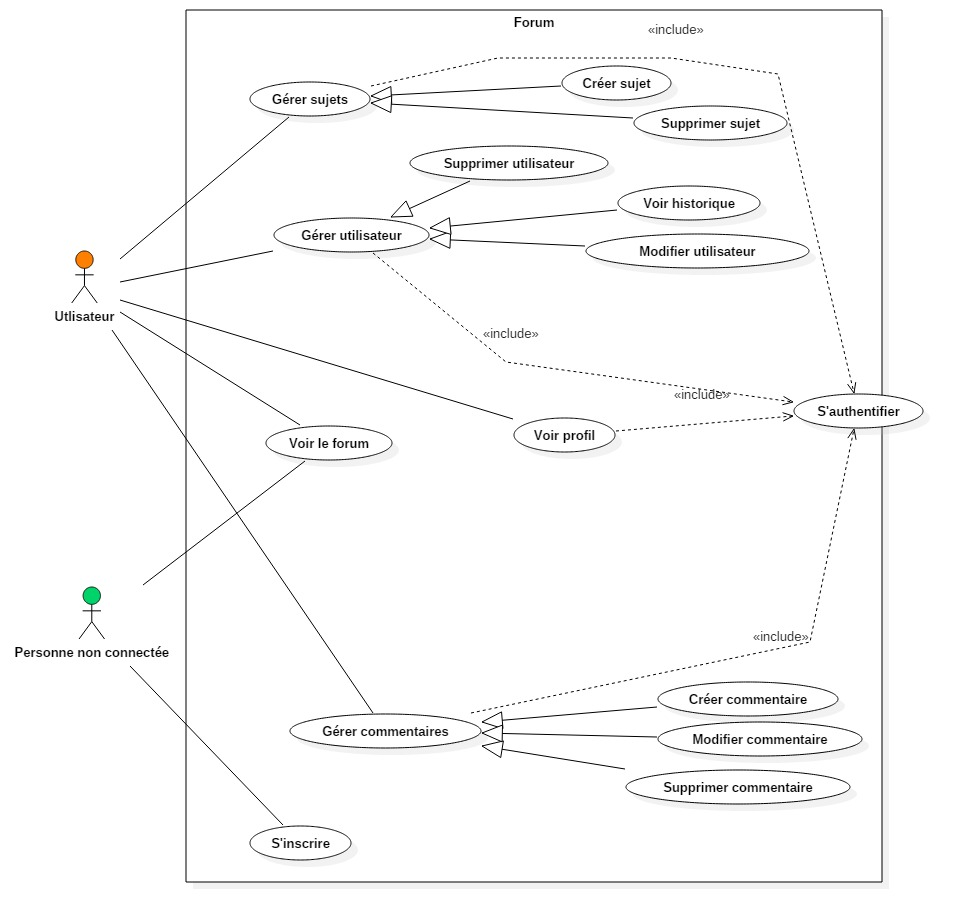 Forum
«include»
Gérer sujets
Créer sujet
Supprimer sujet
Supprimer utilisateur
Voir historique
Gérer utilisateur
Modifier utilisateur
Utlisateur
«include»
«include»
S'authentifier
Voir le forum
Voir profil
Personne non connectée
«include»
Créer commentaire
Gérer commentaires
Modifier commentaire
Supprimer commentaire
S'inscrire